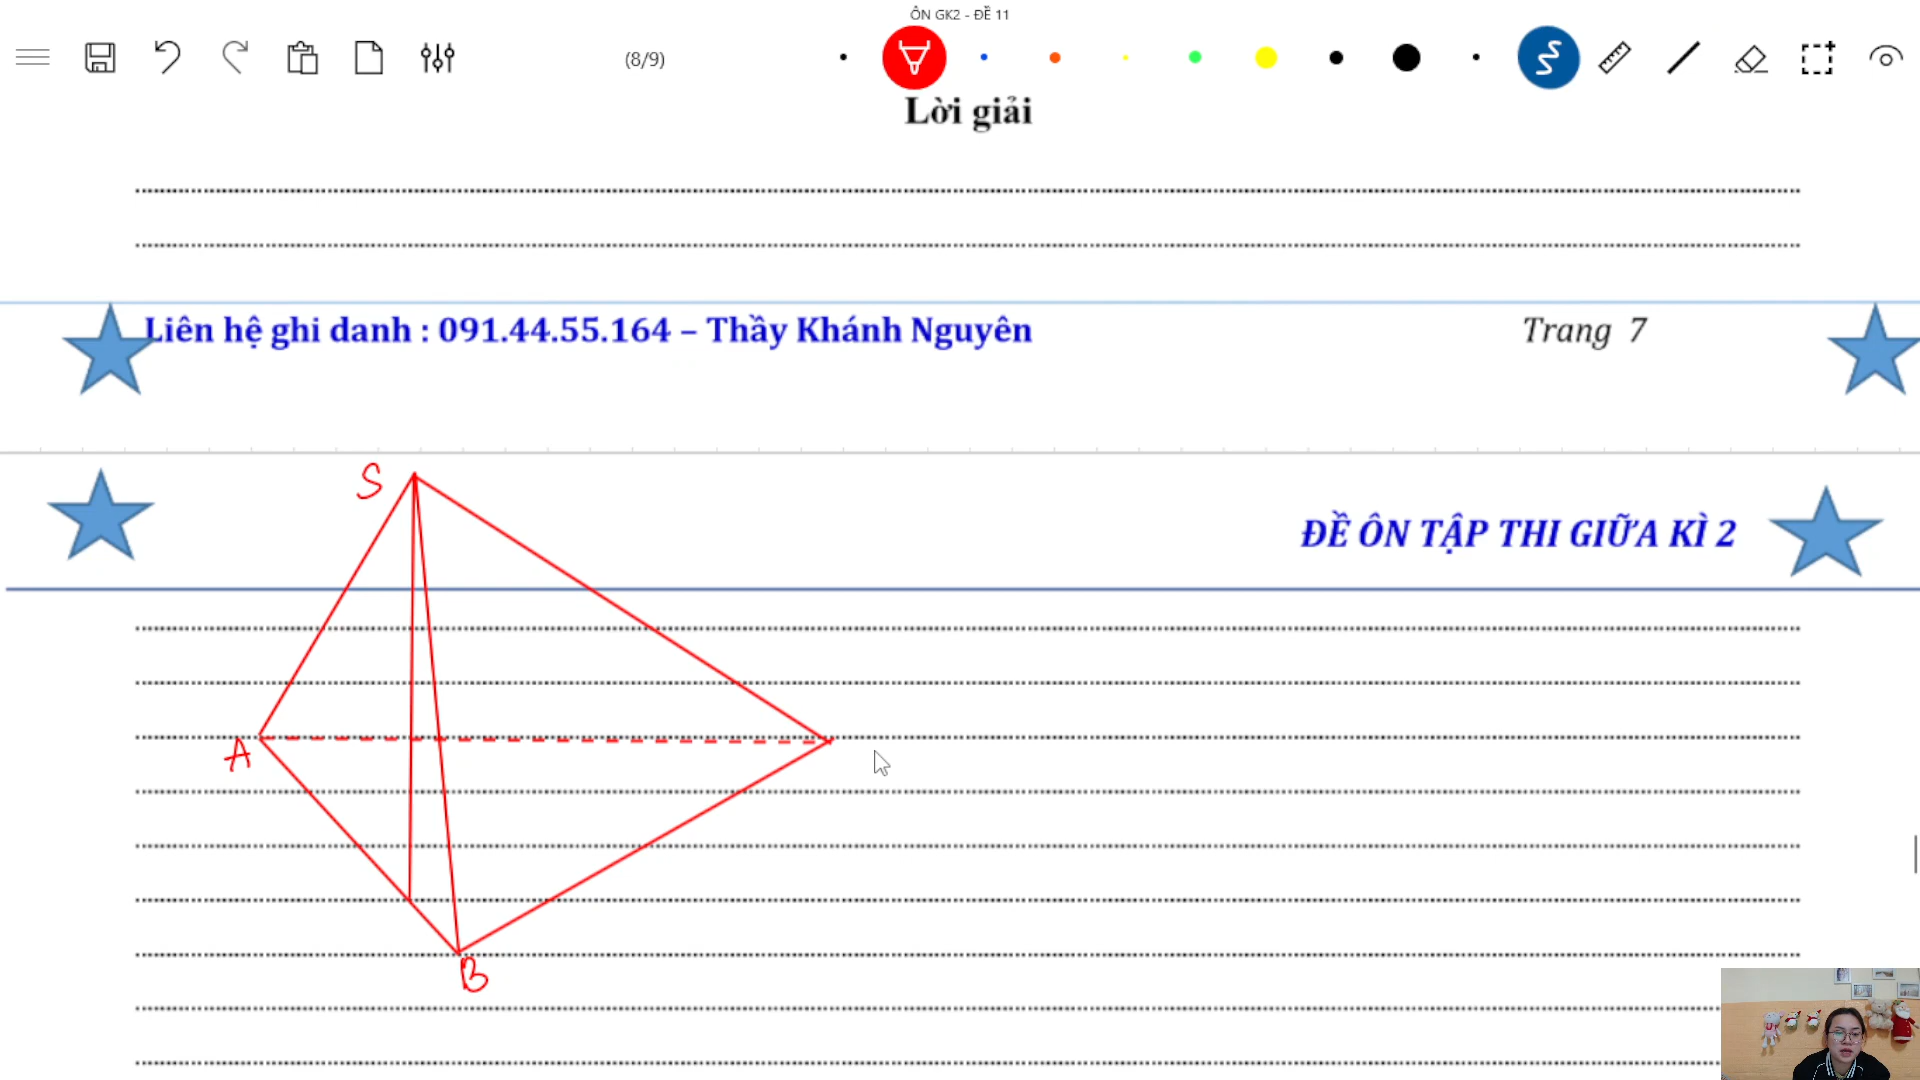 ÔN GK2 - ĐỀ 11
(8/9)
Lời giải
Liên hệ ghi danh : 091.44.55.164 – Thầy Khánh Nguyên
Trang 7
S
ĐỀ ÔN TẬP THI GIỮA KÌ 2
A
B